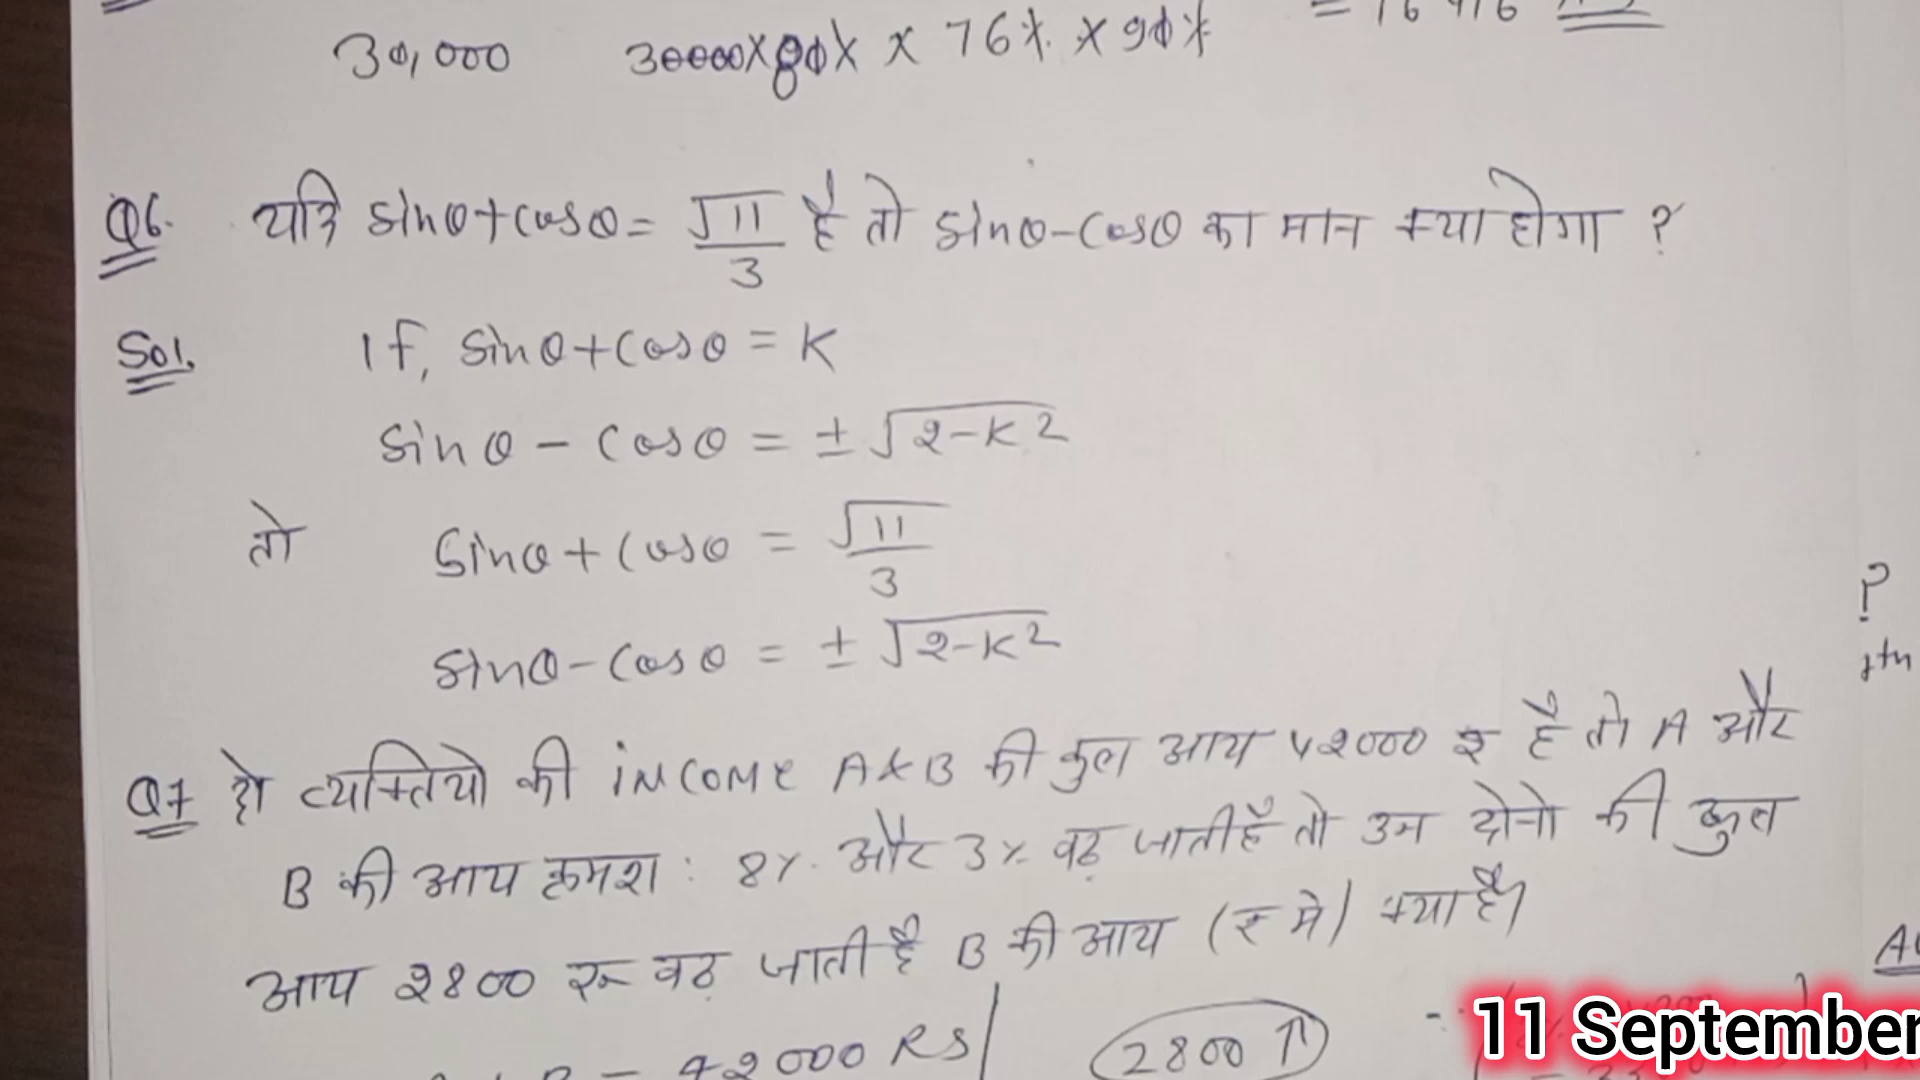 30,000 30000×80% × 76% × 90% = 16416
Q6. यदि sinθ+cosθ = √11/3 है तो sinθ-cosθ का मान क्या होगा ?
Sol. If, sinθ+cosθ = K
sinθ - cosθ = ±√2-K2
तो sinθ+cosθ = √11/3
sinθ-cosθ = ±√2-K2
?
Q7 दो व्यक्तियो की income A & B की कुल आय 42000 रु है तो A और
B की आय क्रमश: 8% और 3% बढ़ जाती है तो उन दोनो की कुल
आय 2800 रू बढ़ जाती है B की आय (रु मे) क्या है।
42000 RS 2800 ↑
11 September